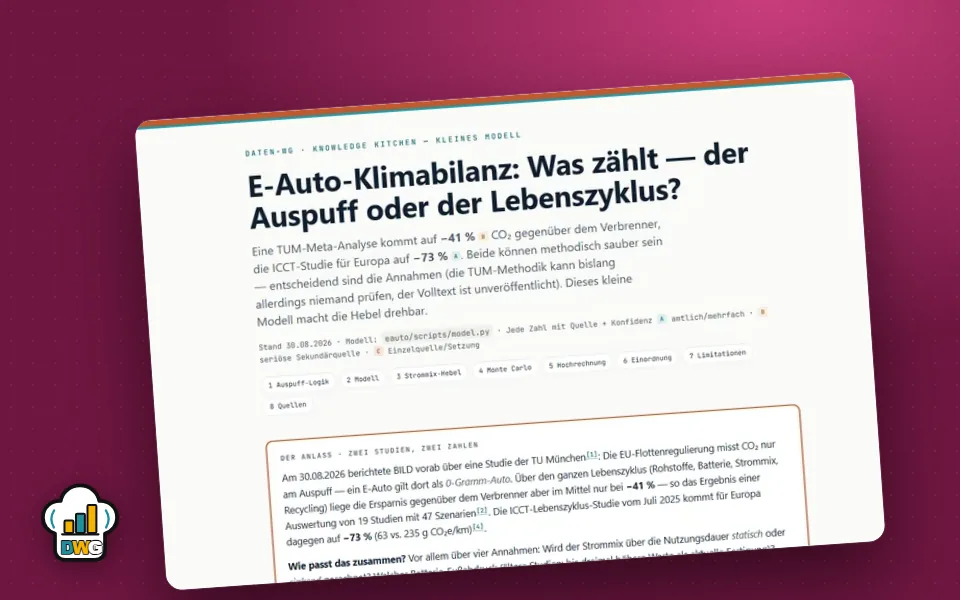 DATEN-WG · KNOWLEDGE KITCHEN — KLEINES MODELL
E-Auto-Klimabilanz: Was zählt — der
Auspuff oder der Lebenszyklus?
Eine TUM-Meta-Analyse kommt auf −41 % B CO₂ gegenüber dem Verbrenner,
die ICCT-Studie für Europa auf −73 % A. Beide können methodisch sauber sein
— entscheidend sind die Annahmen (die TUM-Methodik kann bislang
allerdings niemand prüfen, der Volltext ist unveröffentlicht). Dieses kleine
Modell macht die Hebel drehbar.
Stand 30.08.2026 · Modell: eauto/scripts/model.py · Jede Zahl mit Quelle + Konfidenz A amtlich/mehrfach · B
seriöse Sekundärquelle · C Einzelquelle/Setzung
1 Auspuff-Logik 2 Modell 3 Strommix-Hebel 4 Monte Carlo 5 Hochrechnung 6 Einordnung 7 Limitationen
8 Quellen
DER ANLASS · ZWEI STUDIEN, ZWEI ZAHLEN
Am 30.08.2026 berichtete BILD vorab über eine Studie der TU München[1]: Die EU-Flottenregulierung misst CO₂ nur
am Auspuff — ein E-Auto gilt dort als 0-Gramm-Auto. Über den ganzen Lebenszyklus (Rohstoffe, Batterie, Strommix,
Recycling) liege die Ersparnis gegenüber dem Verbrenner aber im Mittel nur bei −41 % — so das Ergebnis einer
Auswertung von 19 Studien mit 47 Szenarien[2]. Die ICCT-Lebenszyklus-Studie vom Juli 2025 kommt für Europa
dagegen auf −73 % (63 vs. 235 g CO₂e/km)[4].
Wie passt das zusammen? Vor allem über vier Annahmen: Wird der Strommix über die Nutzungsdauer statisch oder
DWG